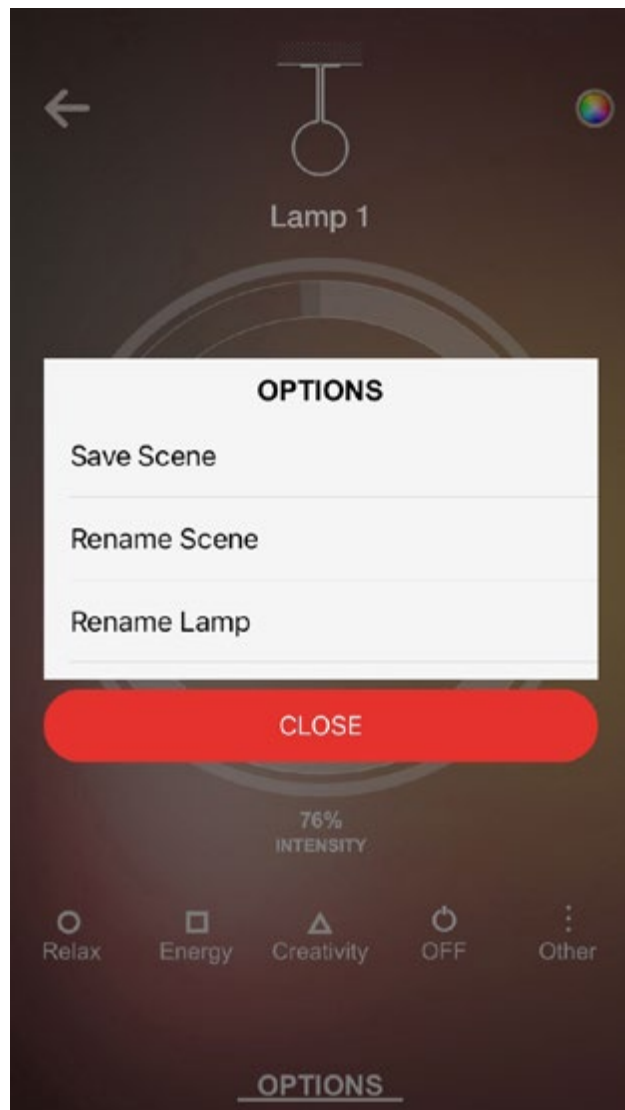 Lamp 1
OPTIONS
Save Scene
Rename Scene
Rename Lamp
CLOSE
76%
INTENSITY
Relax Energy Creativity OFF Other
OPTIONS